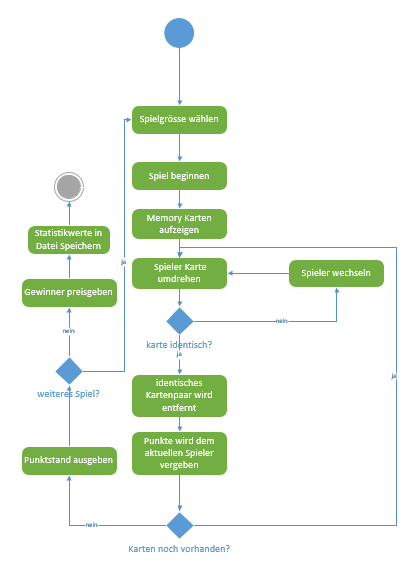 Spielgrösse wählen
Spiel beginnen
Memory Karten
aufzeigen
Spieler Karte
umdrehen
Spieler wechseln
nein
karte identisch?
ja
identisches
Kartenpaar wird
entfernt
Punkte wird dem
aktuellen Spieler
vergeben
Karten noch vorhanden?
ja
nein
Punktstand ausgeben
weiteres Spiel?
ja
nein
Gewinner preisgeben
Statistikwerte in
Datei Speichern